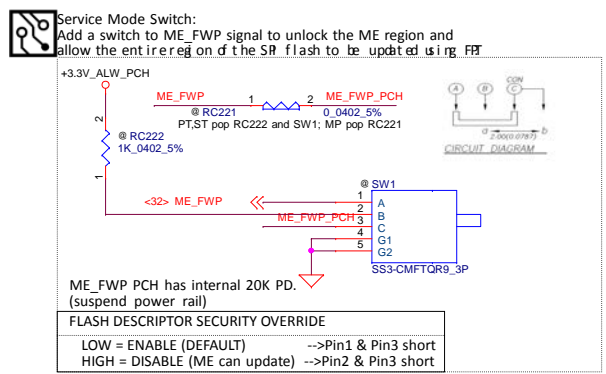 Service Mode Switch:
Add a switch to ME_FWP signal to unlock the ME region and
allow the entire region of the SPI flash to be updated using FPT
+3.3V_ALW_PCH
ME_FWP 1 2 ME_FWP_PCH
@ RC221 0_0402_5%
PT,ST pop RC222 and SW1; MP pop RC221
2
@ RC222
1K_0402_5%
1
CON
A B C
a 2.00(0.0787) b
CIRCUIT DIAGRAM
@ SW1
<32> ME_FWP 1 A
2 B
ME_FWP_PCH 3 C
4 G1
5 G2
SS3-CMFTQR9_3P
ME_FWP PCH has internal 20K PD.
(suspend power rail)
FLASH DESCRIPTOR SECURITY OVERRIDE
LOW = ENABLE (DEFAULT) -->Pin1 & Pin3 short
HIGH = DISABLE (ME can update) -->Pin2 & Pin3 short